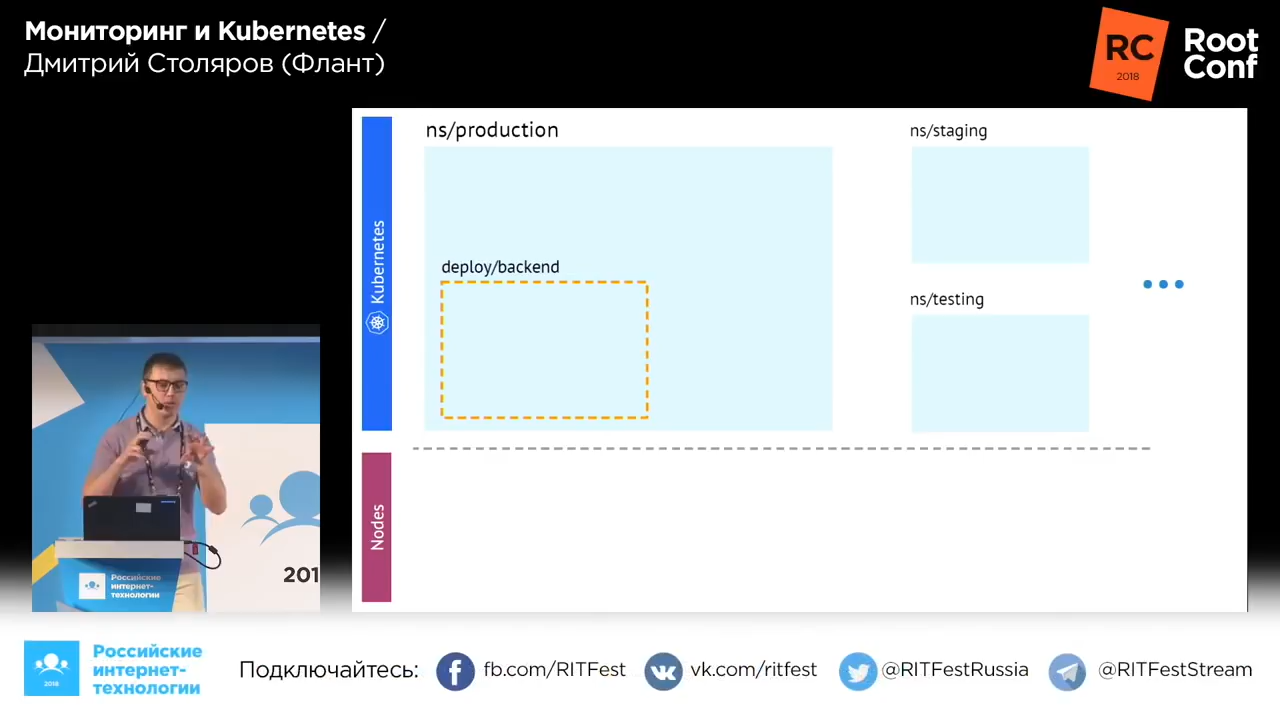 Мониторинг и Kubernetes /
Дмитрий Столяров (Флант)
RC
2018
Root
Conf
ns/production
ns/staging
Kubernetes
deploy/backend
ns/testing
Nodes
201
Российские
интернет-
технологии
2018
Российские
интернет-
технологии
Подключайтесь:
fb.com/RITFest
vk.com/ritfest
@RITFestRussia
@RITFestStream